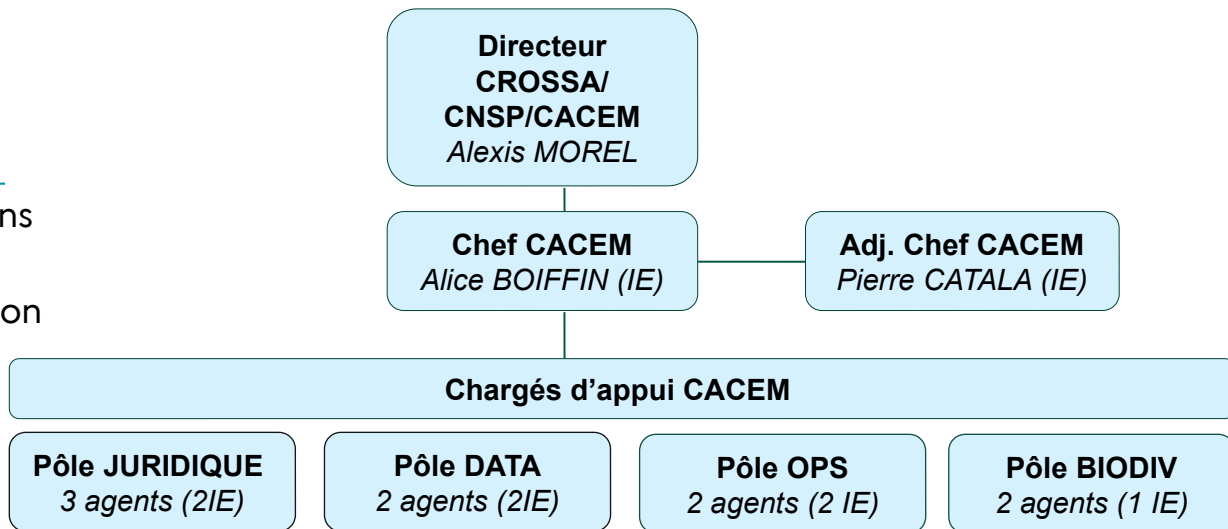 Directeur
CROSSA/
CNSP/CACEM
Alexis MOREL
ns
on
Chef CACEM
Alice BOIFFIN (IE)
Adj. Chef CACEM
Pierre CATALA (IE)
Chargés d’appui CACEM
Pôle JURIDIQUE
3 agents (2IE)
Pôle DATA
2 agents (2IE)
Pôle OPS
2 agents (2 IE)
Pôle BIODIV
2 agents (1 IE)